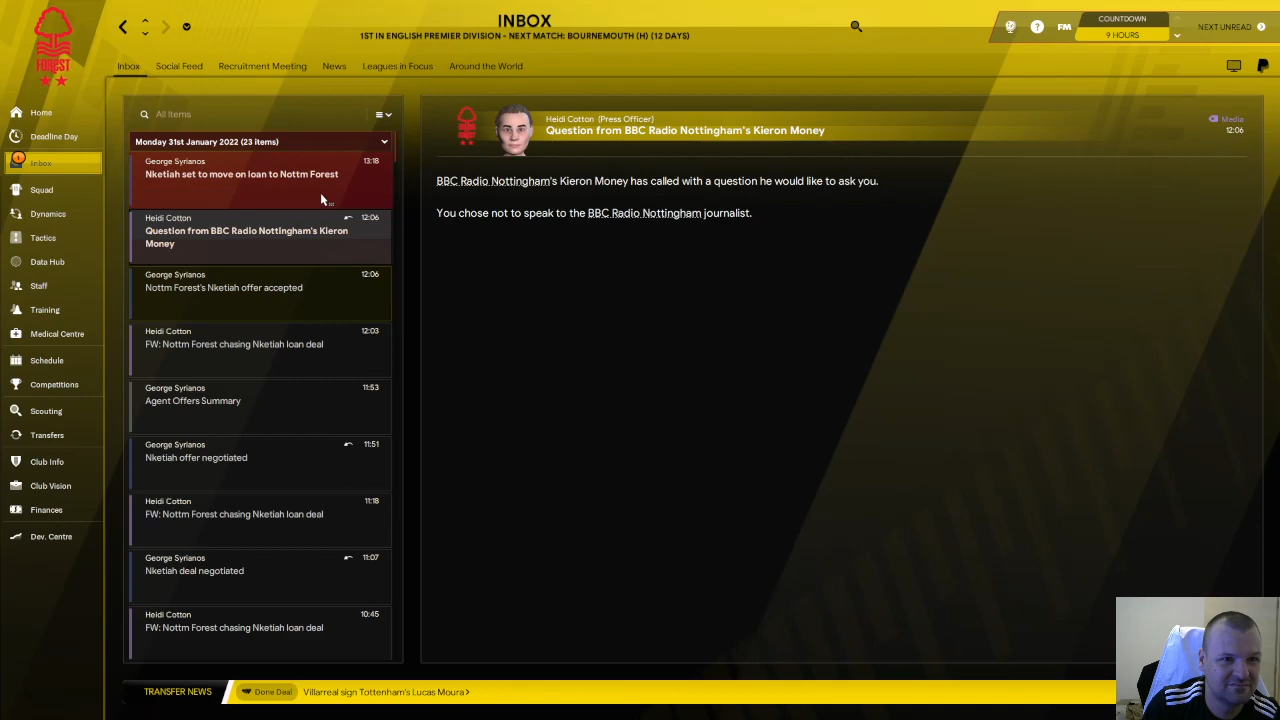 INBOX
1ST IN ENGLISH PREMIER DIVISION - NEXT MATCH: BOURNEMOUTH (H) (12 DAYS)
FM
COUNTDOWN
9 HOURS
NEXT UNREAD
FOREST
Inbox
Social Feed
Recruitment Meeting
News
Leagues in Focus
Around the World
Home
Deadline Day
Inbox
Squad
Dynamics
Tactics
Data Hub
Staff
Training
Medical Centre
Schedule
Competitions
Scouting
Transfers
Club Info
Club Vision
Finances
Dev. Centre
All Items
Monday 31st January 2022 (23 items)
George Syrianos 13:18
Nketiah set to move on loan to Nottm Forest
Heidi Cotton 12:06
Question from BBC Radio Nottingham's Kieron
Money
George Syrianos 12:06
Nottm Forest's Nketiah offer accepted
Heidi Cotton 12:03
FW: Nottm Forest chasing Nketiah loan deal
George Syrianos 11:53
Agent Offers Summary
George Syrianos 11:51
Nketiah offer negotiated
Heidi Cotton 11:18
FW: Nottm Forest chasing Nketiah loan deal
George Syrianos 11:07
Nketiah deal negotiated
Heidi Cotton 10:45
FW: Nottm Forest chasing Nketiah loan deal
Heidi Cotton (Press Officer)
Question from BBC Radio Nottingham's Kieron Money
Media
12:06
BBC Radio Nottingham's Kieron Money has called with a question he would like to ask you.
You chose not to speak to the BBC Radio Nottingham journalist.
TRANSFER NEWS
Done Deal
Villarreal sign Tottenham's Lucas Moura